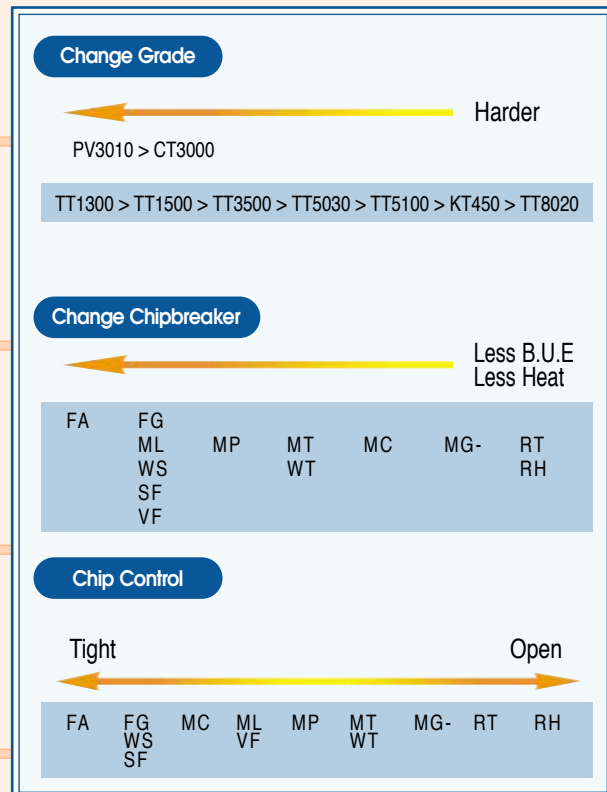 Change Grade
Harder
PV3010 > CT3000
TT1300 > TT1500 > TT3500 > TT5030 > TT5100 > KT450 > TT8020
Change Chipbreaker
Less B.U.E
Less Heat
FA FG
ML MP MT MC MG- RT
WS WT RH
SF
VF
Chip Control
Tight Open
FA FG MC ML MP MT MG- RT RH
WS VF WT
SF